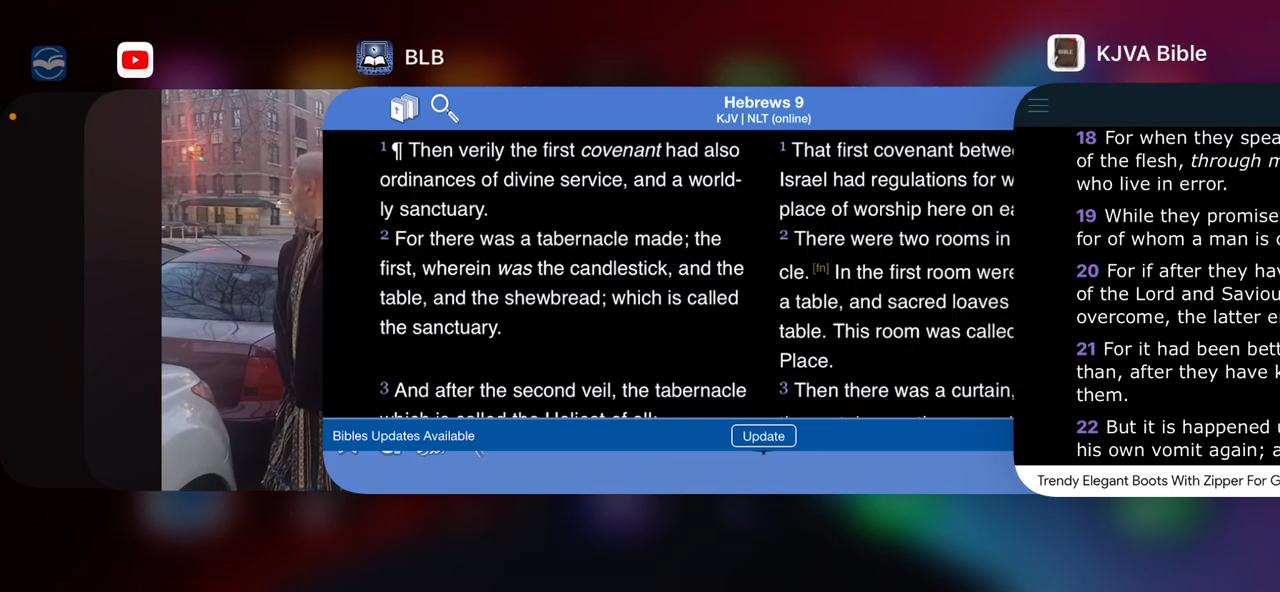 BLB
KJVA Bible
Hebrews 9
KJV | NLT (online)
1 ¶ Then verily the first covenant had also
ordinances of divine service, and a world-
ly sanctuary.
2 For there was a tabernacle made; the
first, wherein was the candlestick, and the
table, and the shewbread; which is called
the sanctuary.
3 And after the second veil, the tabernacle
which is called the Holiest of all;
1 That first covenant betwe
Israel had regulations for w
place of worship here on ea
2 There were two rooms in
cle. [fn] In the first room were
a table, and sacred loaves
table. This room was called
Place.
3 Then there was a curtain,
Bibles Updates Available
Update
18 For when they spea
of the flesh, through m
who live in error.
19 While they promise
for of whom a man is o
20 For if after they hav
of the Lord and Saviou
overcome, the latter e
21 For it had been bett
than, after they have k
them.
22 But it is happened u
his own vomit again; a
Trendy Elegant Boots With Zipper For G